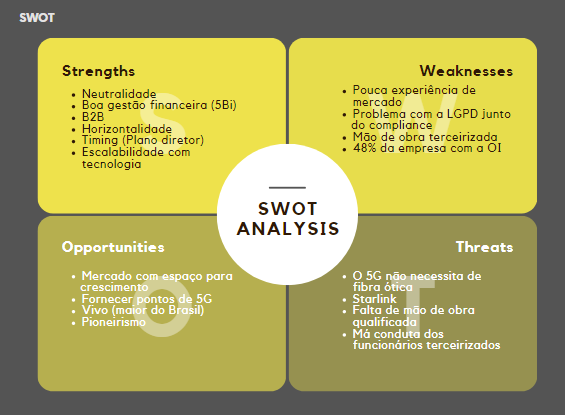 SWOT
Strengths
Neutralidade
Boa gestão financeira (5Bi)
B2B
Horizontalidade
Timing (Plano diretor)
Escalabilidade com
tecnologia
S
Weaknesses
Pouca experiência de
mercado
Problema com a LGPD junto
do compliance
Mão de obra terceirizada
48% da empresa com a OI
W
SWOT
ANALYSIS
Opportunities
Mercado com espaço para
crescimento
Fornecer pontos de 5G
Vivo (maior do Brasil)
Pioneirismo
O
Threats
O 5G não necessita de
fibra ótica
Starlink
Falta de mão de obra
qualificada
Má conduta dos
funcionários terceirizados
T